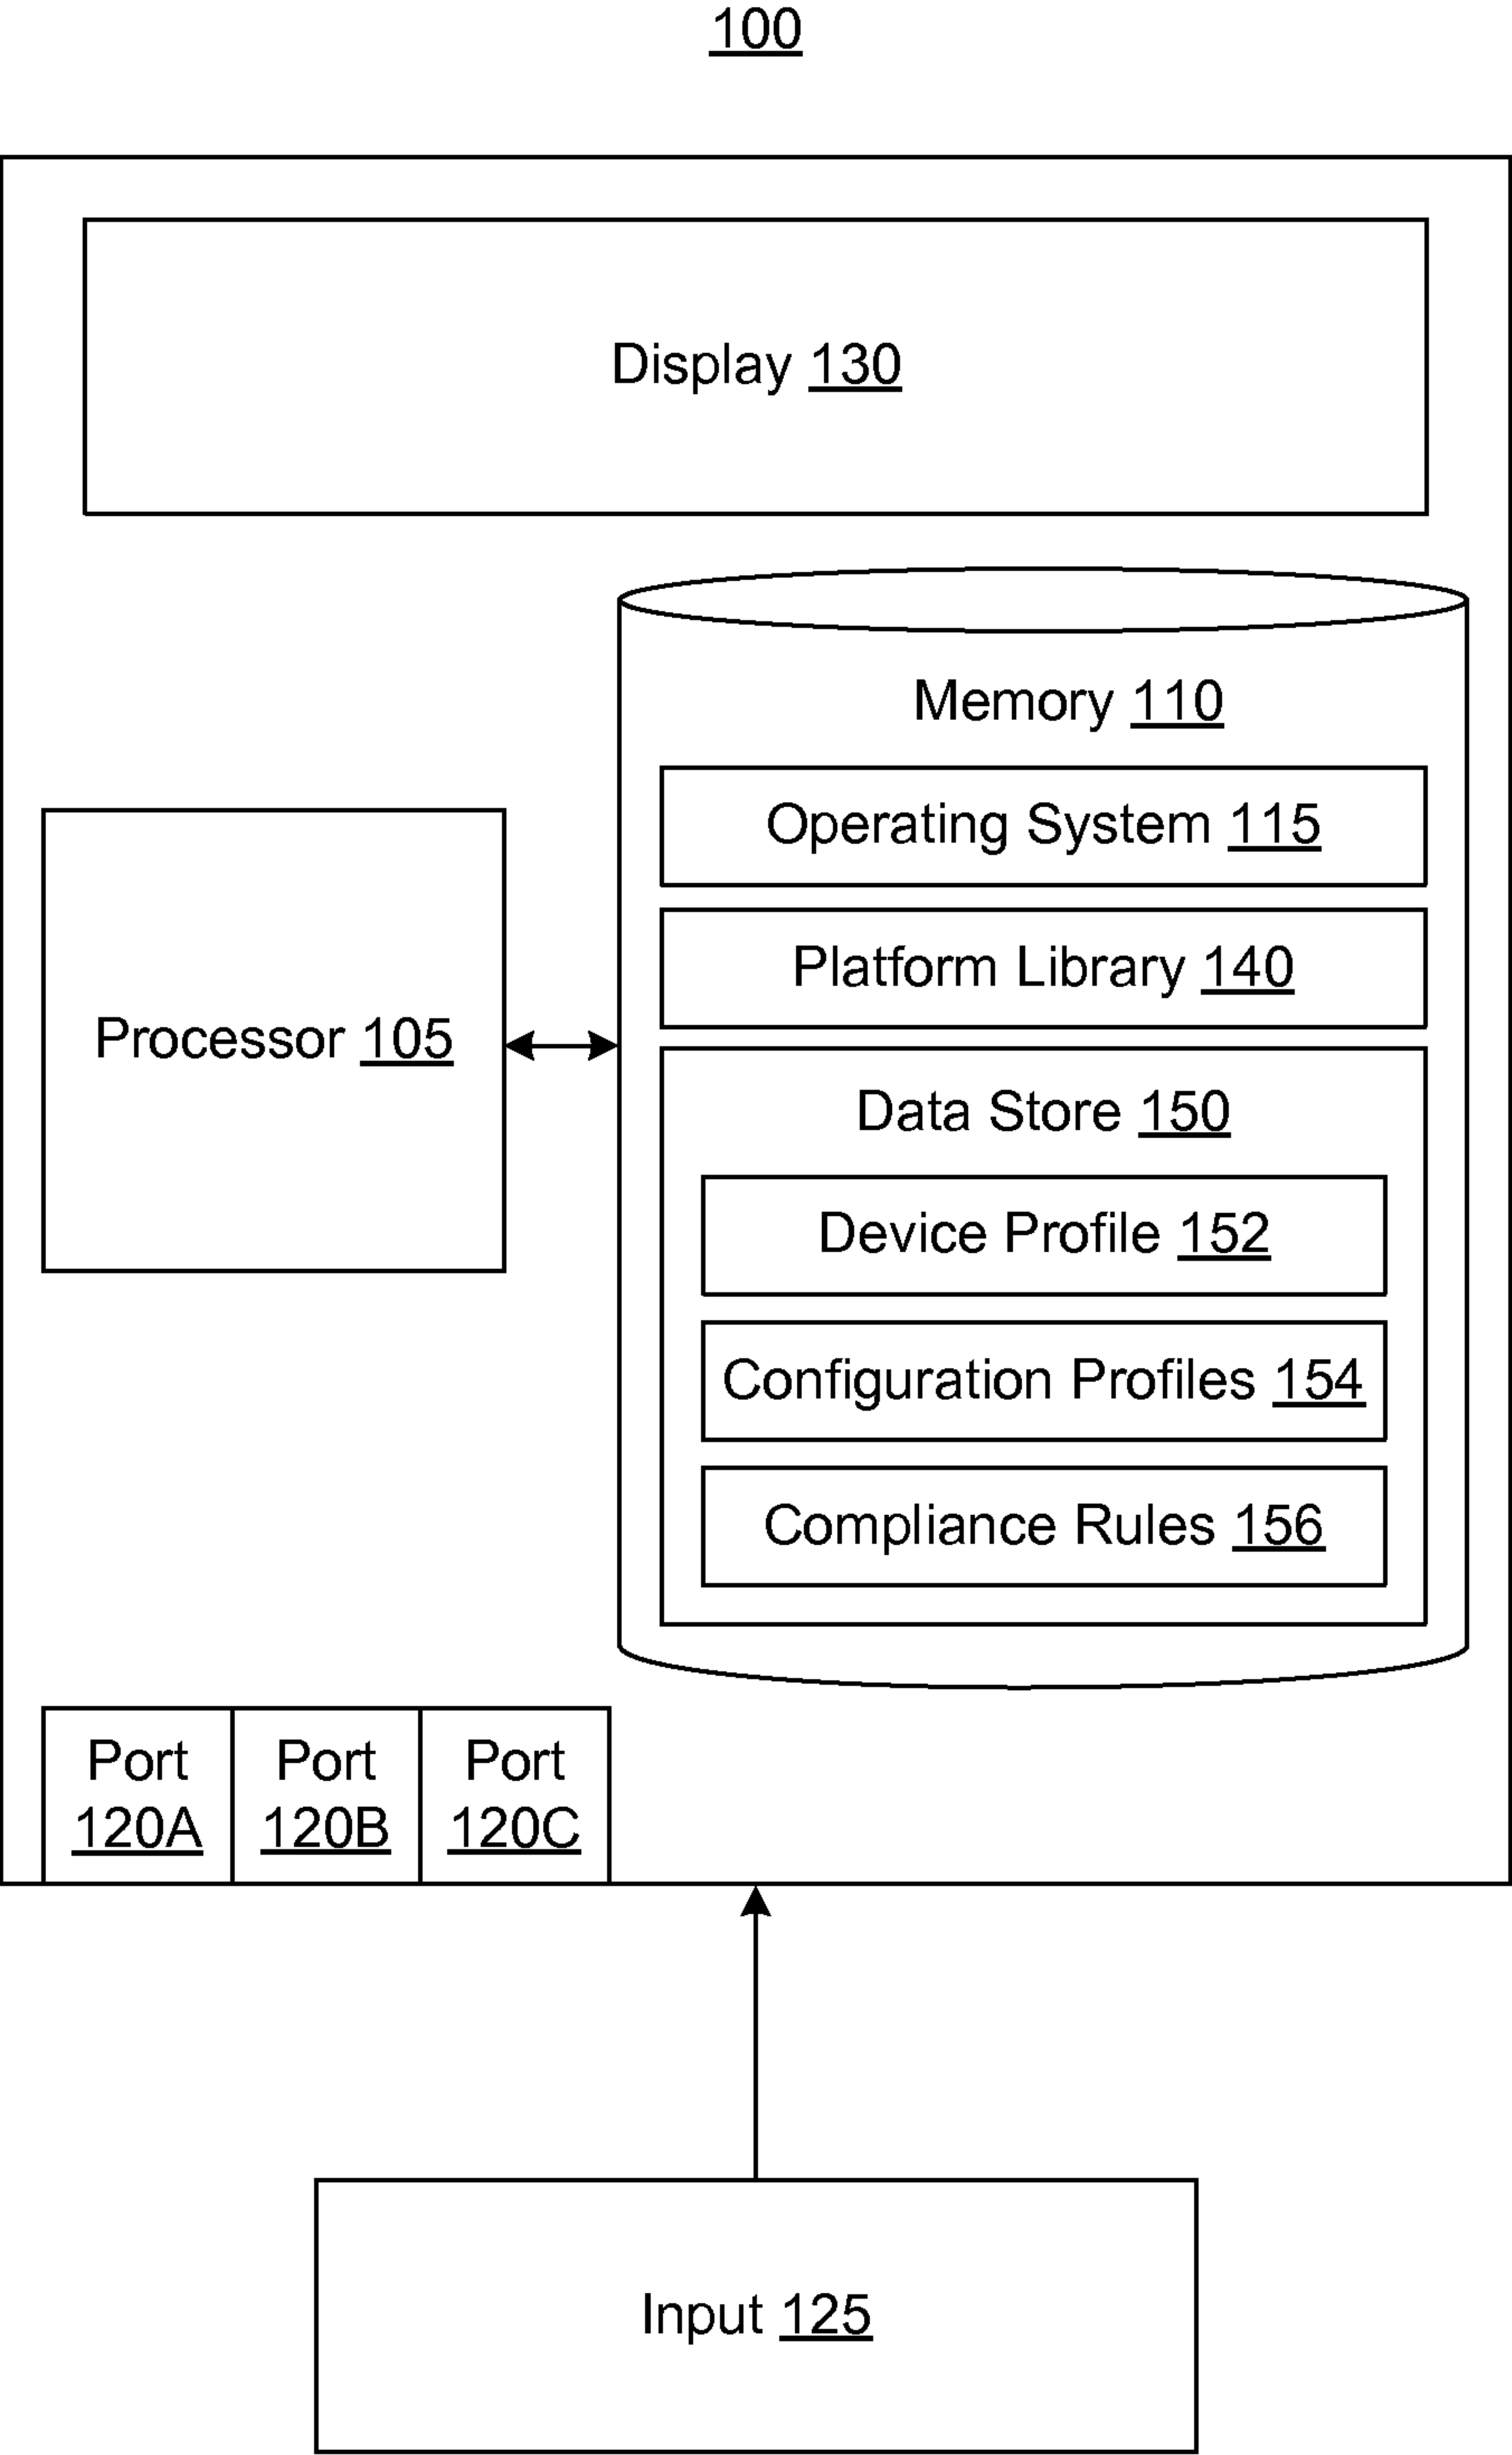 100
Display 130
Memory 110
Operating System 115
Platform Library 140
Processor 105
Data Store 150
Device Profile 152
Configuration Profiles 154
Compliance Rules 156
Port 120A
Port 120B
Port 120C
Input 125